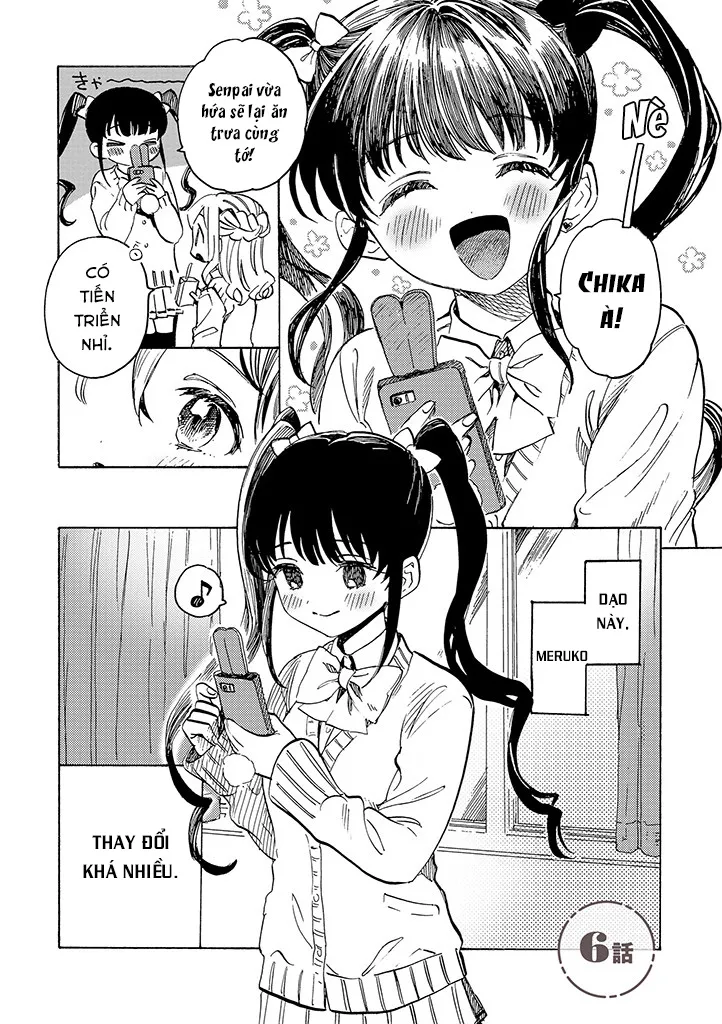 Nè
Chika
à!
Senpai vừa
hứa sẽ lại ăn
trưa cùng
tớ!
きゃ〜
CÓ
TIẾN
TRIỂN
NHỈ.
DẠO
NÀY,
MERUKO
THAY ĐỔI
KHÁ NHIỀU.
6話